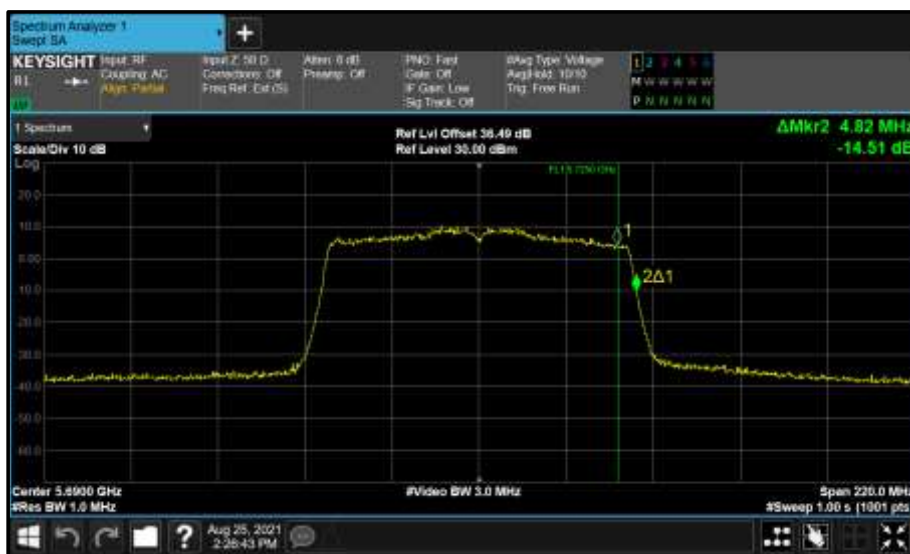 Spectrum Analyzer 1
Swept SA
KEYSIGHT Input: RF
R L
Coupling: AC
Align: Partial
Input Z: 50 Ω
Corrections: Off
Freq Ref: Ext (S)
Atten: 6 dB
Preamp: Off
PNO: Fast
Gate: Off
IF Gain: Low
Sig Track: Off
#Avg Type: Voltage
Avg|Hold: 10/10
Trig: Free Run
1 2 3 4 5 6
M W W W W W
P N N N N N
1 Spectrum
Scale/Div 10 dB
Ref Lvl Offset 36.49 dB
Ref Level 30.00 dBm
ΔMkr2 4.82 MHz
-14.51 dB
Log
20.0
10.0
0.00
-10.0
-20.0
-30.0
-40.0
-50.0
-60.0
1
2Δ1
Center 5.6900 GHz
#Res BW 1.0 MHz
#Video BW 3.0 MHz
Span 220.0 MHz
#Sweep 1.00 s (1001 pts
Aug 25, 2021
2:26:43 PM